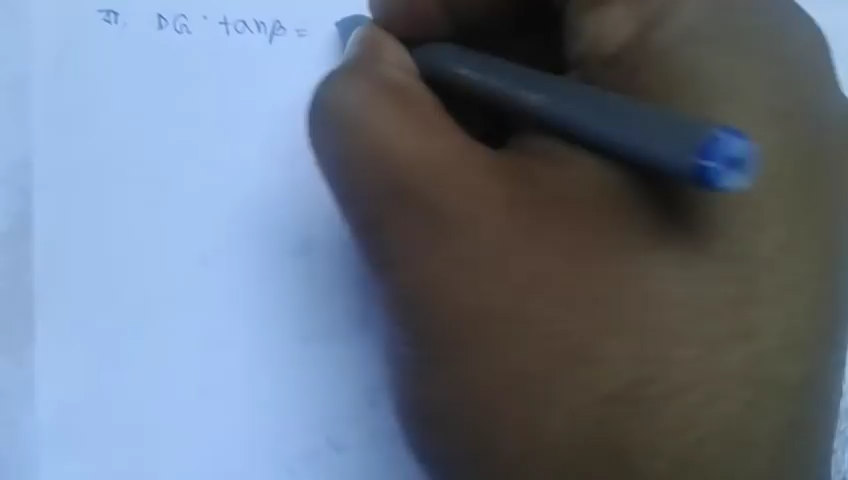 DG · tanβ =